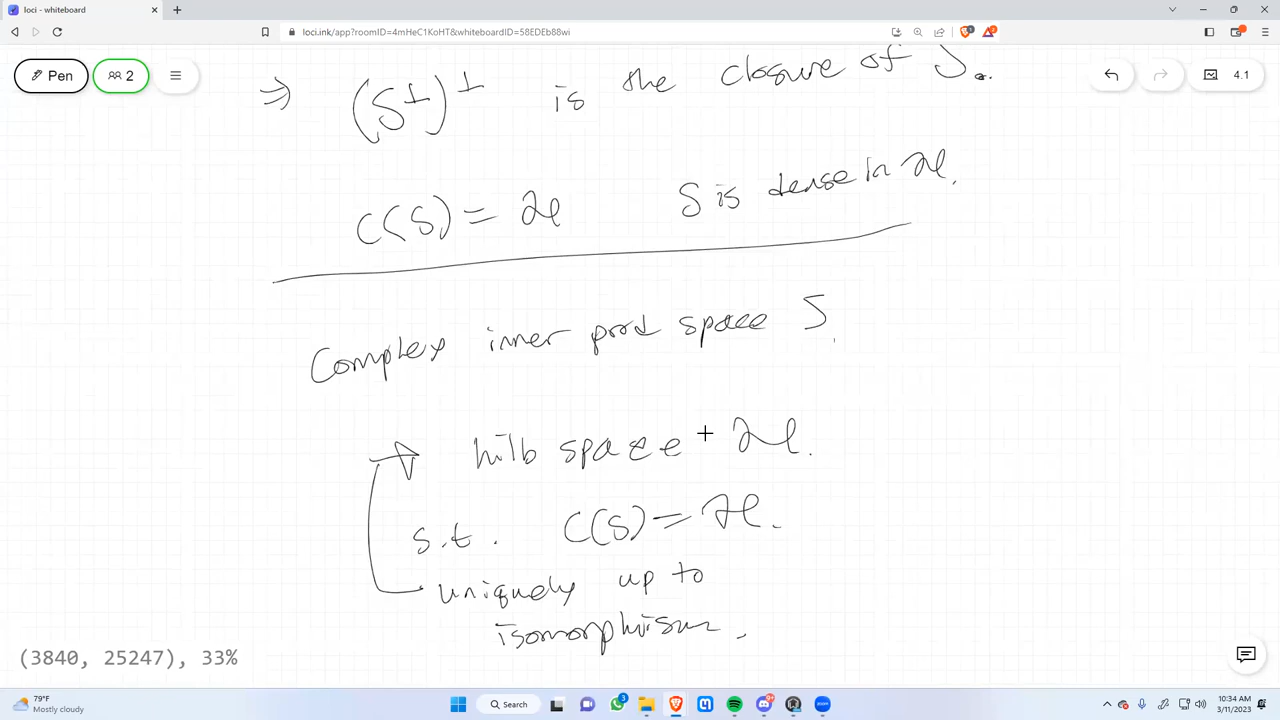 loci - whiteboard
loci.ink/app?roomID=4mHeC1KoHT&whiteboardID=58EDEb88wi
Pen
2
4.1
⇒ (S⊥)⊥ is the closure of S.
C(S) = ℋ S is dense in ℋ.
Complex inner prod space S.
→ hilb space ℋ.
s.t. C(S) = ℋ.
uniquely up to
isomorphism.
(3840, 25247), 33%
79°F
Mostly cloudy
Search
3
10:34 AM
3/11/2023